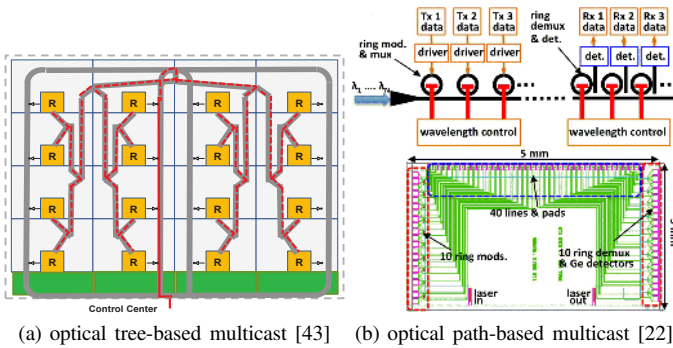 R R R R
R R R R
R R R R
R R R R
Control Center
(a) optical tree-based multicast [43]
Tx 1 Tx 2 Tx 3
data data data
ring mod.
& mux
driver driver driver
wavelength control
ring
demux
& det.
Rx 1 Rx 2 Rx 3
data data data
det. det. det.
wavelength control
5 mm
40 lines & pads
10 ring mods.
10 ring demux
& Ge detectors
laser
in
laser
out
(b) optical path-based multicast [22]